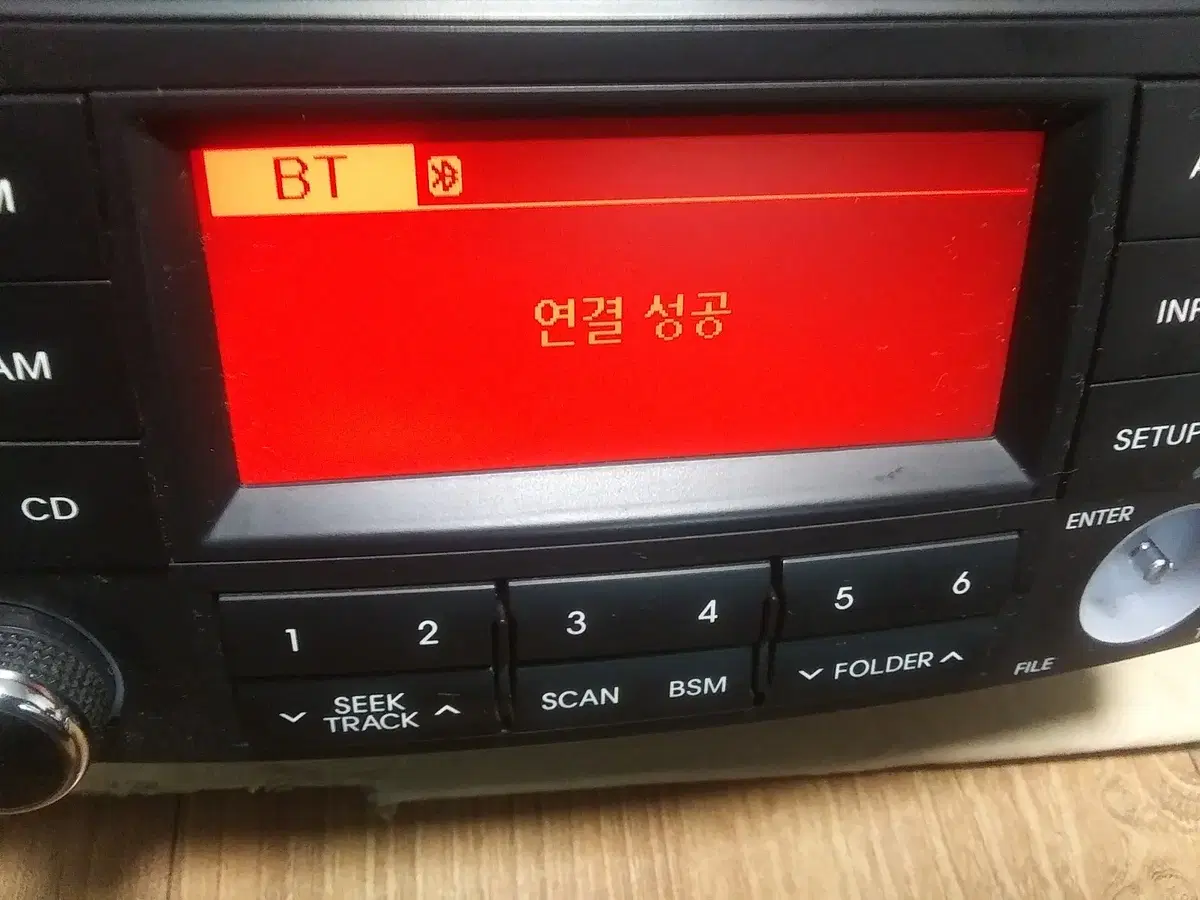 BT
연결 성공
AM
CD
SETUP
ENTER
1 2 3 4 5 6
SEEK
TRACK
SCAN BSM
FOLDER
FILE